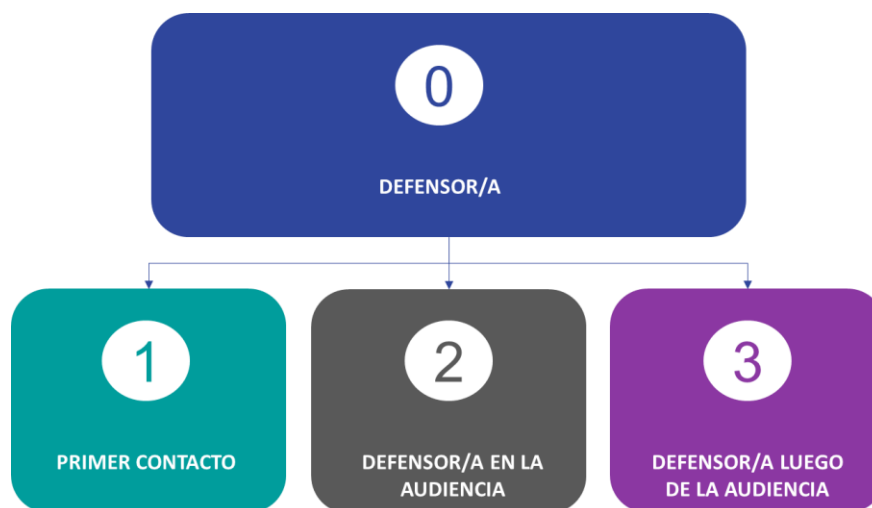 0
DEFENSOR/A
1
PRIMER CONTACTO
2
DEFENSOR/A EN LA
AUDIENCIA
3
DEFENSOR/A LUEGO
DE LA AUDIENCIA